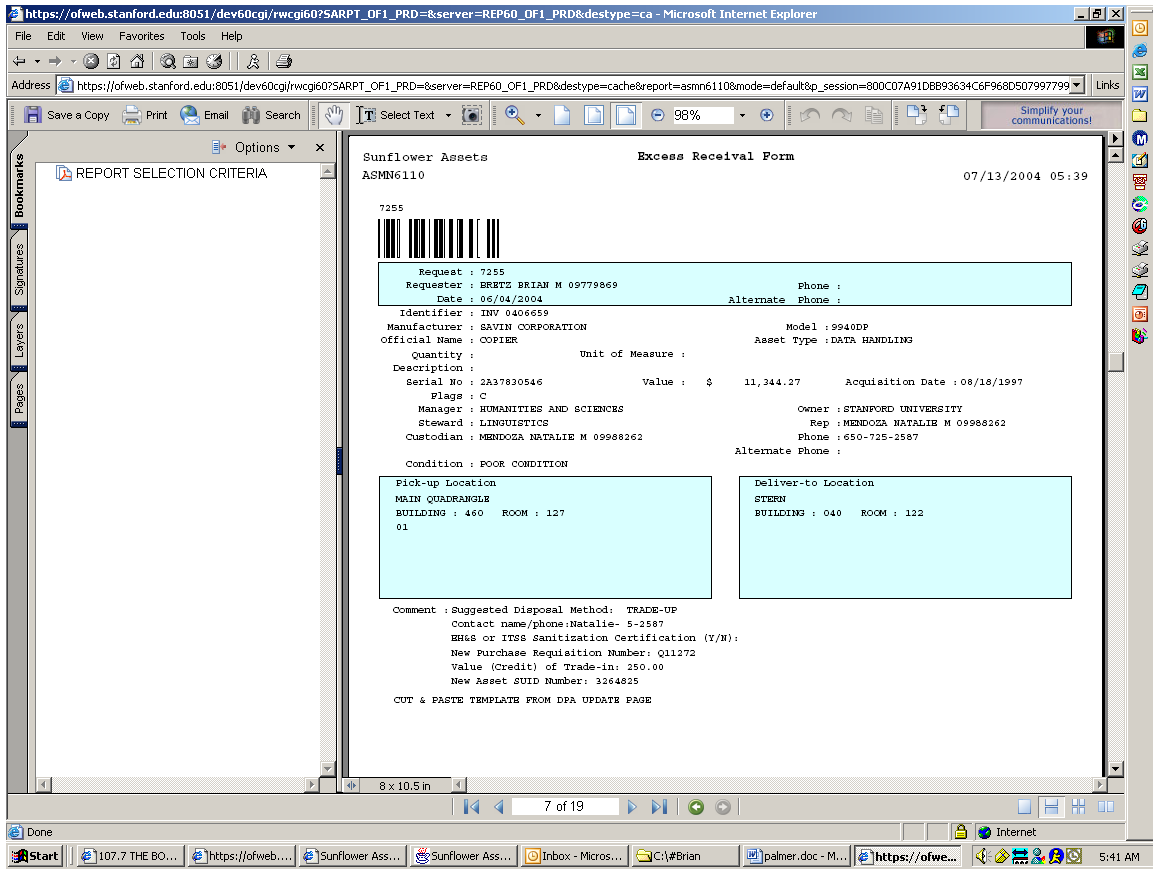 https://ofweb.stanford.edu:8051/dev60cgi/rwcgi60?SARPT_OF1_PRD=&server=REP60_OF1_PRD&destype=ca - Microsoft Internet Explorer
File Edit View Favorites Tools Help
Address https://ofweb.stanford.edu:8051/dev60cgi/rwcgi60?SARPT_OF1_PRD=&server=REP60_OF1_PRD&destype=cache&report=asmn6110&mode=default&p_session=800C07A91DBB93634C6F968D507997799 Links
Save a Copy Print Email Search Select Text 98% Simplify your communications!
Options
Bookmarks
Signatures
Layers
Pages
REPORT SELECTION CRITERIA
Sunflower Assets Excess Receival Form
ASMN6110 07/13/2004 05:39
7255
Request : 7255
Requester : BRETZ BRIAN M 09779869 Phone :
Date : 06/04/2004 Alternate Phone :
Identifier : INV 0406659
Manufacturer : SAVIN CORPORATION Model :9940DP
Official Name : COPIER Asset Type :DATA HANDLING
Quantity : Unit of Measure :
Description :
Serial No : 2A37830546 Value : $ 11,344.27 Acquisition Date :08/18/1997
Flags : C
Manager : HUMANITIES AND SCIENCES Owner :STANFORD UNIVERSITY
Steward : LINGUISTICS Rep :MENDOZA NATALIE M 09988262
Custodian : MENDOZA NATALIE M 09988262 Phone :650-725-2587
Alternate Phone :
Condition : POOR CONDITION
Pick-up Location Deliver-to Location
MAIN QUADRANGLE STERN
BUILDING : 460 ROOM : 127 BUILDING : 040 ROOM : 122
01
Comment :Suggested Disposal Method: TRADE-UP
Contact name/phone:Natalie- 5-2587
EH&S or ITSS Sanitization Certification (Y/N):
New Purchase Requisition Number: Q11272
Value (Credit) of Trade-in: 250.00
New Asset SUID Number: 3264825
CUT & PASTE TEMPLATE FROM DPA UPDATE PAGE
8 x 10.5 in
7 of 19
Done Internet
Start 107.7 THE BO... https://ofweb.... Sunflower Ass... Sunflower Ass... Inbox - Micros... C:\#Brian palmer.doc - M... https://ofwe... 5:41 AM